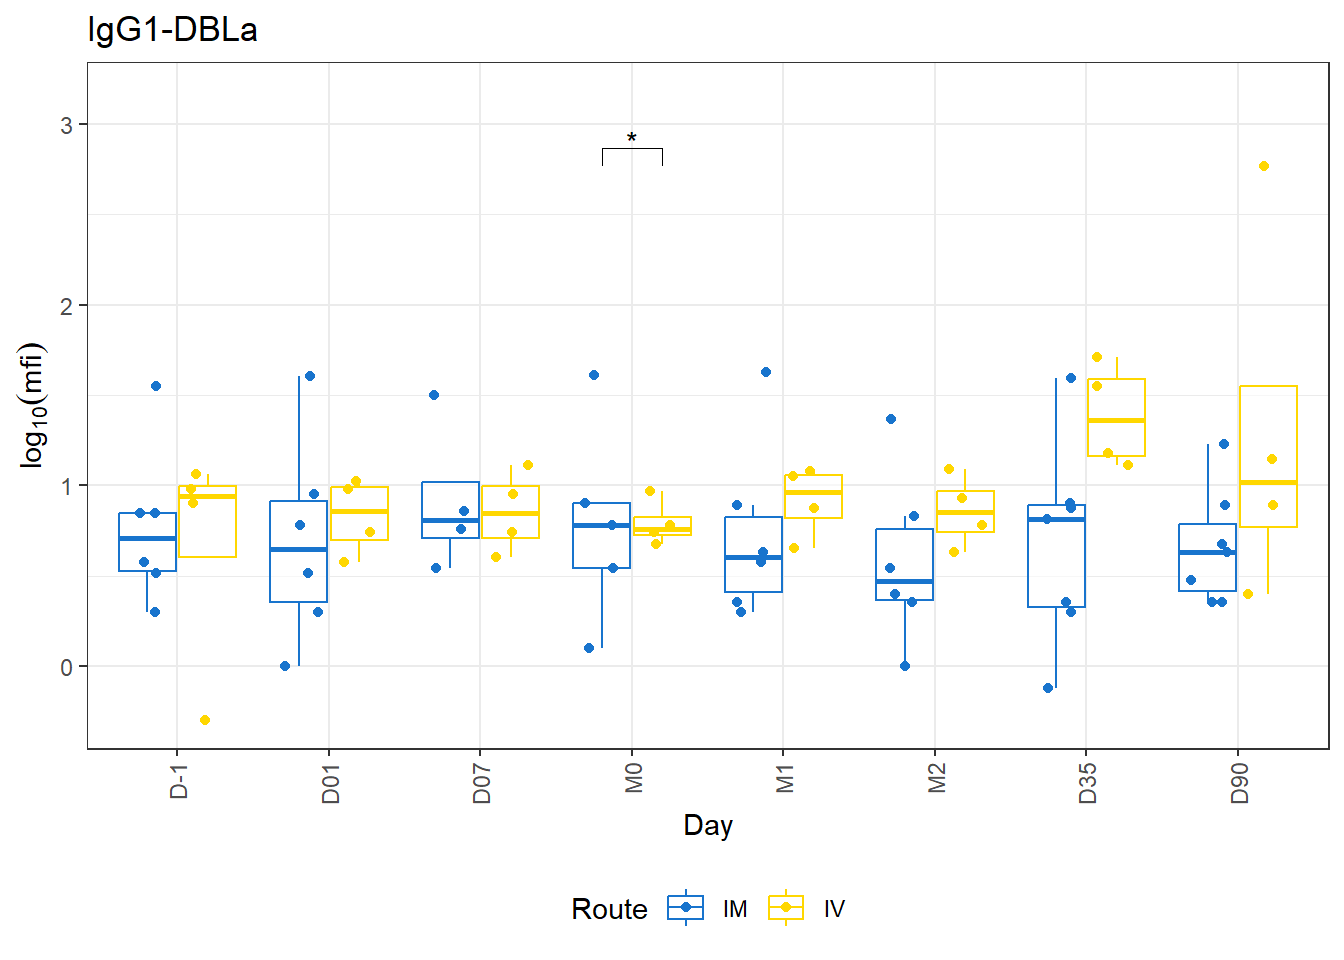 IgG1-DBLa
log10(mfi)
3
2
1
0
*
D-1 D01 D07 M0 M1 M2 D35 D90
Day
Route IM IV